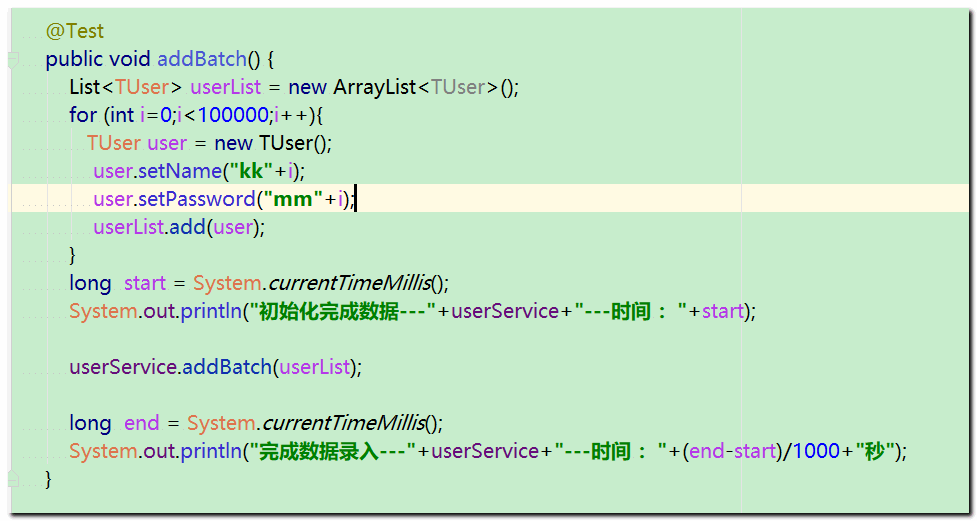 @Test
public void addBatch() {
List<TUser> userList = new ArrayList<TUser>();
for (int i=0;i<100000;i++){
TUser user = new TUser();
user.setName("kk"+i);
user.setPassword("mm"+i);
userList.add(user);
}
long  start = System.currentTimeMillis();
System.out.println("初始化完成数据---"+userService+"---时间： "+start);
userService.addBatch(userList);
long  end = System.currentTimeMillis();
System.out.println("完成数据录入---"+userService+"---时间： "+(end-start)/1000+"秒");
}